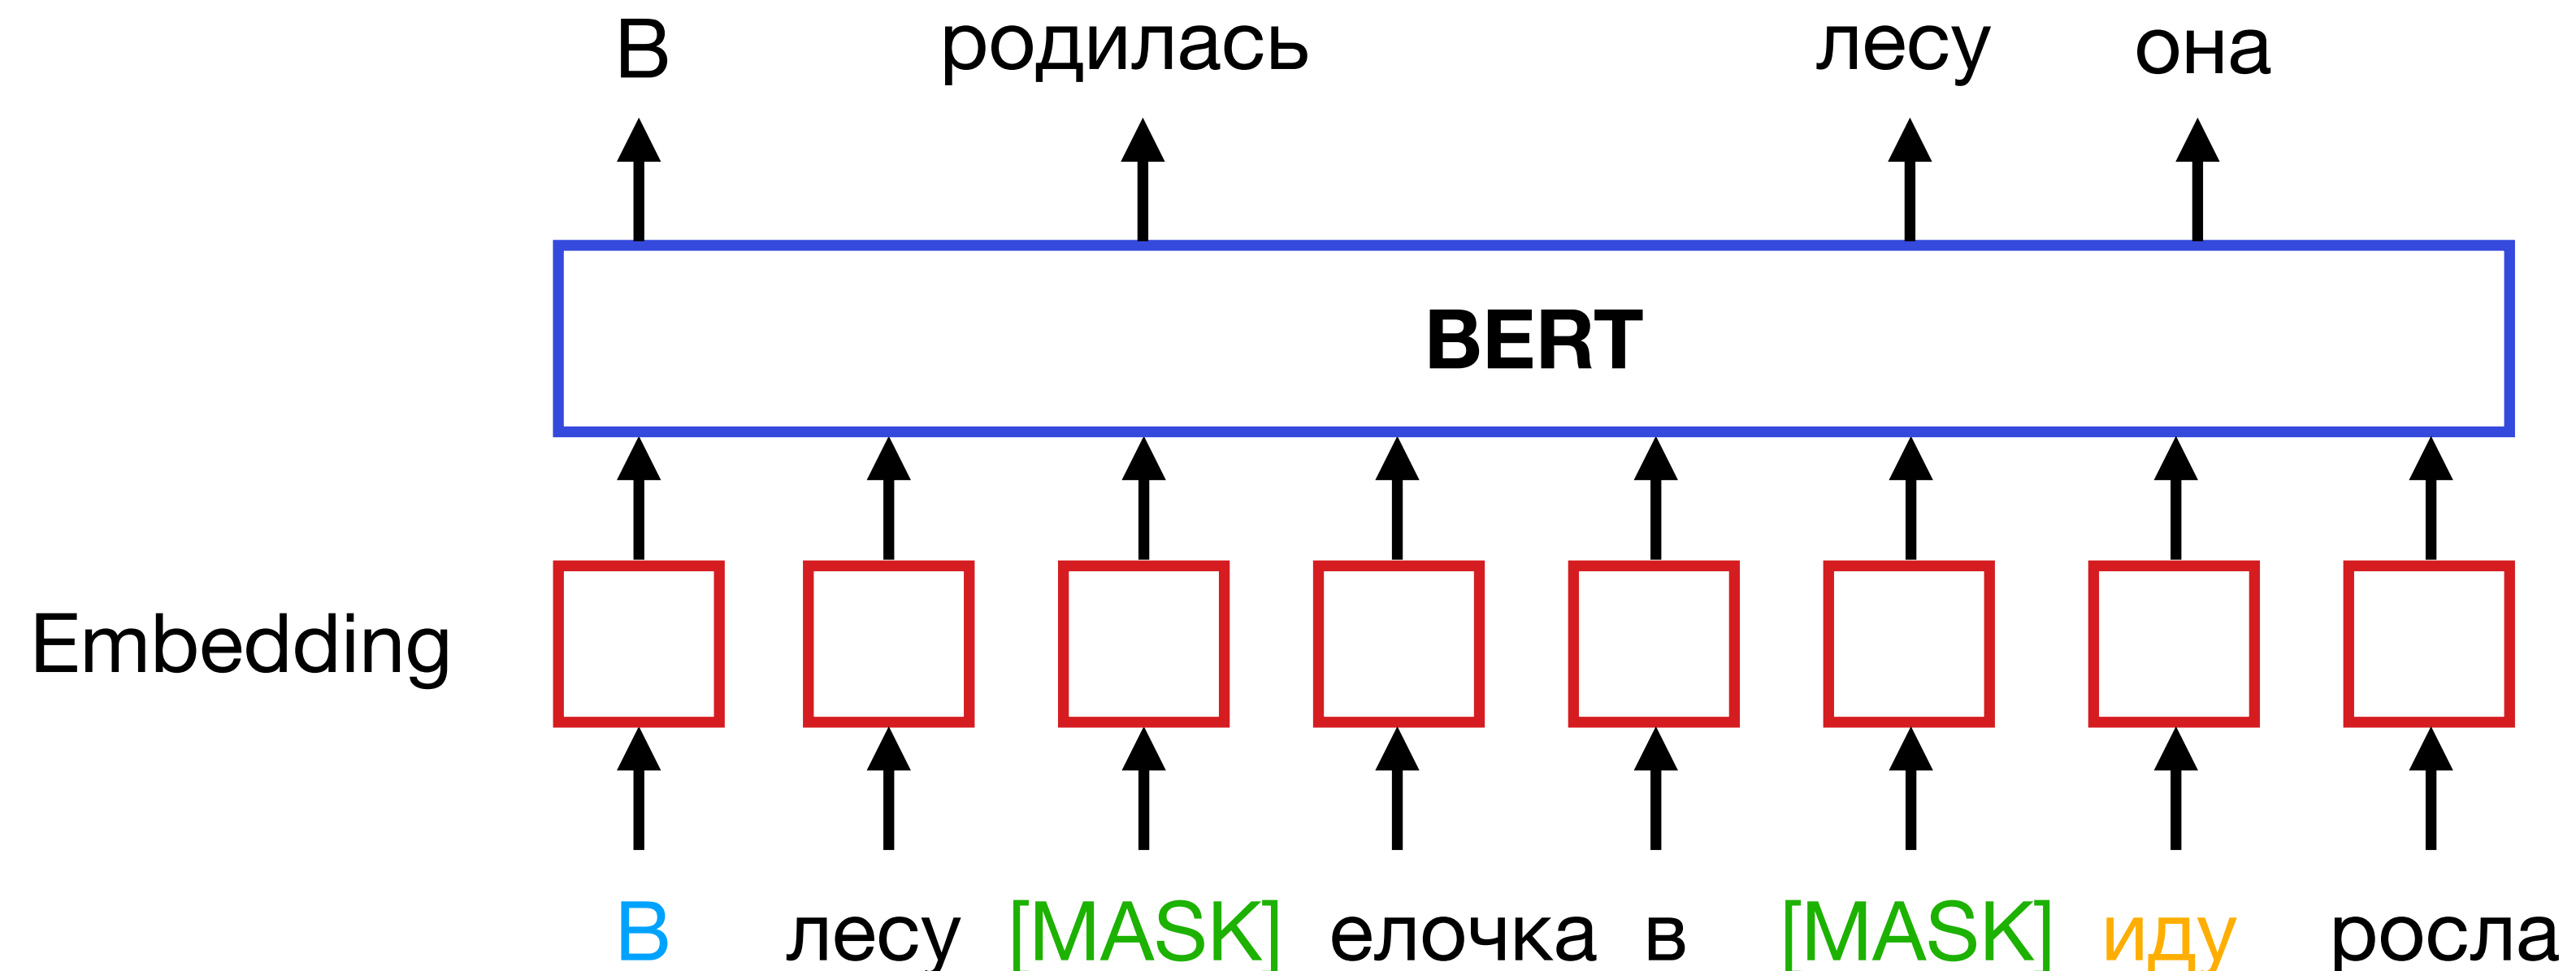 В родилась лесу она
BERT
Embedding
В лесу [MASK] елочка в [MASK] иду росла